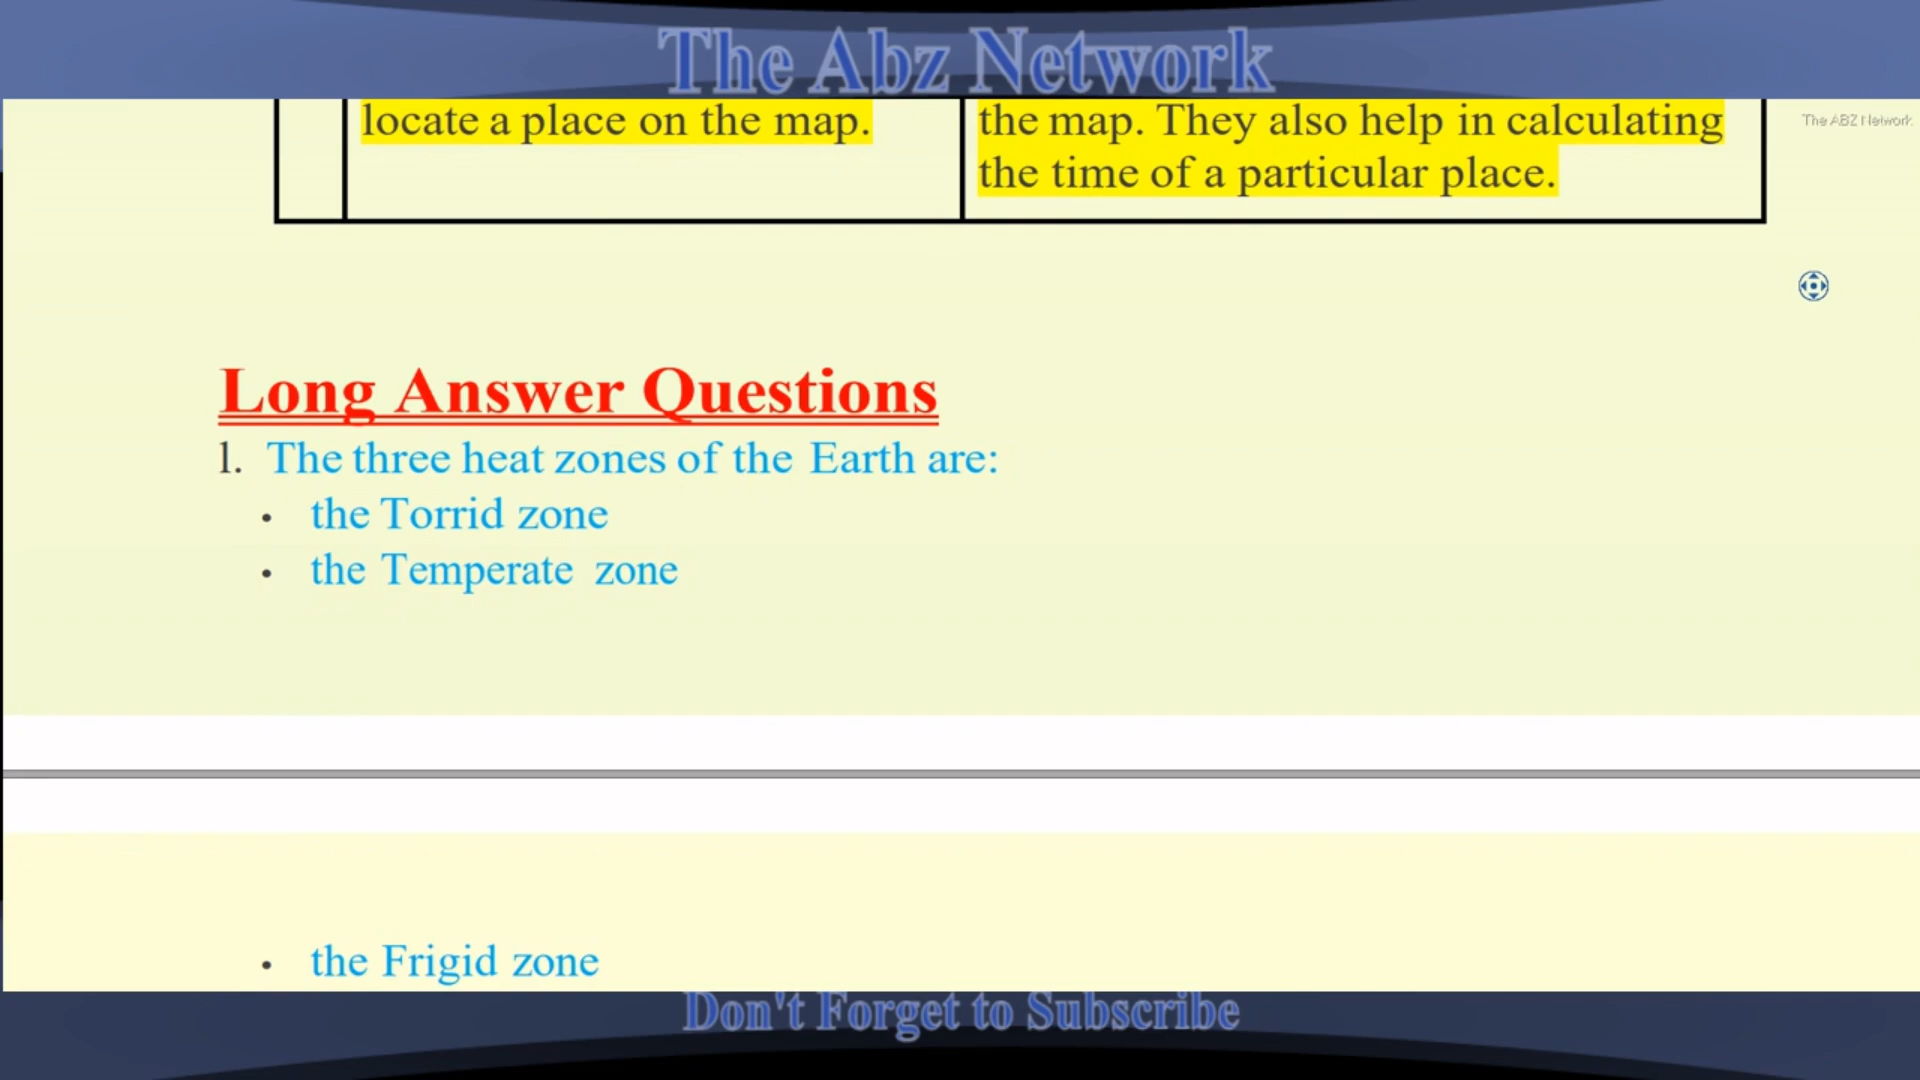 The Abz Network
The ABZ Network
locate a place on the map.
the map. They also help in calculating
the time of a particular place.
Long Answer Questions
l. The three heat zones of the Earth are:
• the Torrid zone
• the Temperate zone
• the Frigid zone
Don't Forget to Subscribe